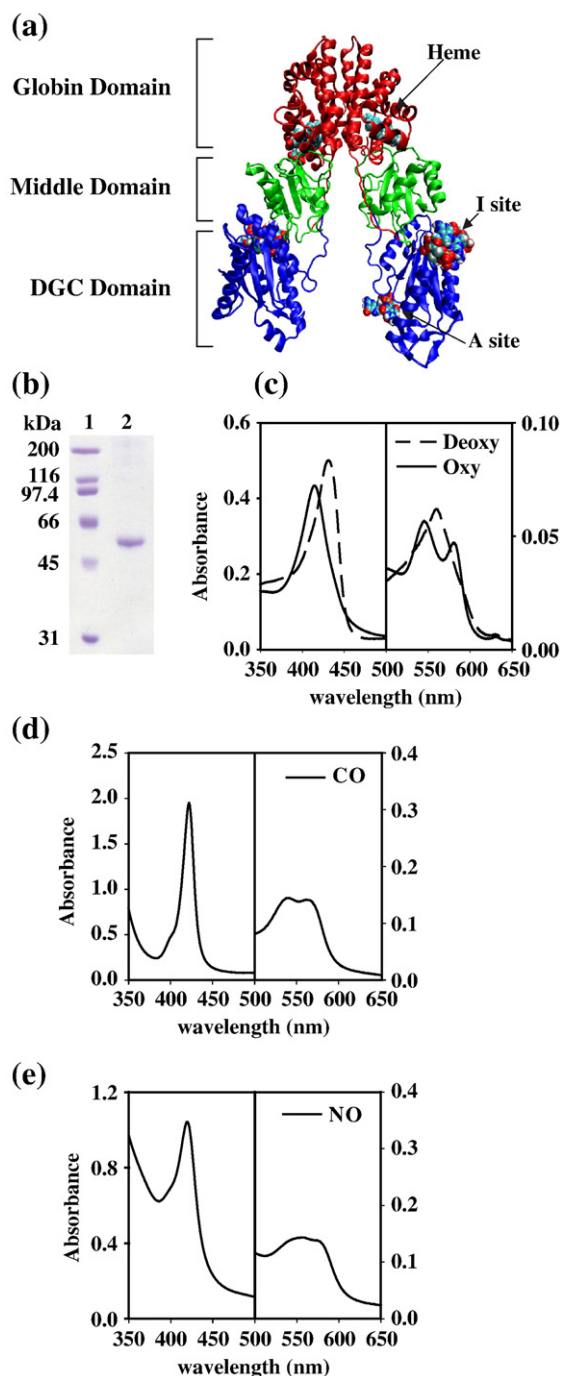 (a)
Heme
Globin Domain
Middle Domain
I site
DGC Domain
A site
(b)
kDa 1 2
200
116
97.4
66
45
31
(c)
0.6 0.10
Deoxy
Oxy
0.4
0.05
0.2
0.0 0.00
Absorbance
350 400 450 500 550 600 650
wavelength (nm)
(d)
2.5 0.4
CO
2.0
0.3
1.5
0.2
1.0
0.1
0.5
0.0 0.0
Absorbance
350 400 450 500 550 600 650
wavelength (nm)
(e)
1.2 0.4
NO
0.3
0.8
0.2
0.4
0.1
0.0 0.0
Absorbance
350 400 450 500 550 600 650
wavelength (nm)